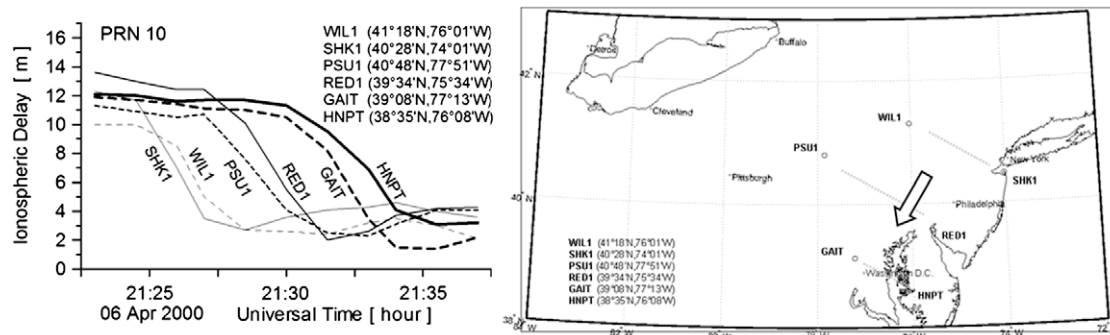 PRN 10
WIL1 (41°18'N,76°01'W)
SHK1 (40°28'N,74°01'W)
PSU1 (40°48'N,77°51'W)
RED1 (39°34'N,75°34'W)
GAIT (39°08'N,77°13'W)
HNPT (38°35'N,76°08'W)
Ionospheric Delay [ m ]
16
14
12
10
8
6
4
2
0
SHK1
WIL1
PSU1
RED1
GAIT
HNPT
21:25
21:30
21:35
06 Apr 2000
Universal Time [ hour ]
Detroit
Buffalo
42°N
Cleveland
WIL1
PSU1
New York
Pittsburgh
SHK1
40°N
Philadelphia
RED1
WIL1 (41°18'N,76°01'W)
SHK1 (40°28'N,74°01'W)
PSU1 (40°48'N,77°51'W)
RED1 (39°34'N,75°34'W)
GAIT (39°08'N,77°13'W)
HNPT (38°35'N,76°08'W)
GAIT
Washington D.C.
HNPT
38°N